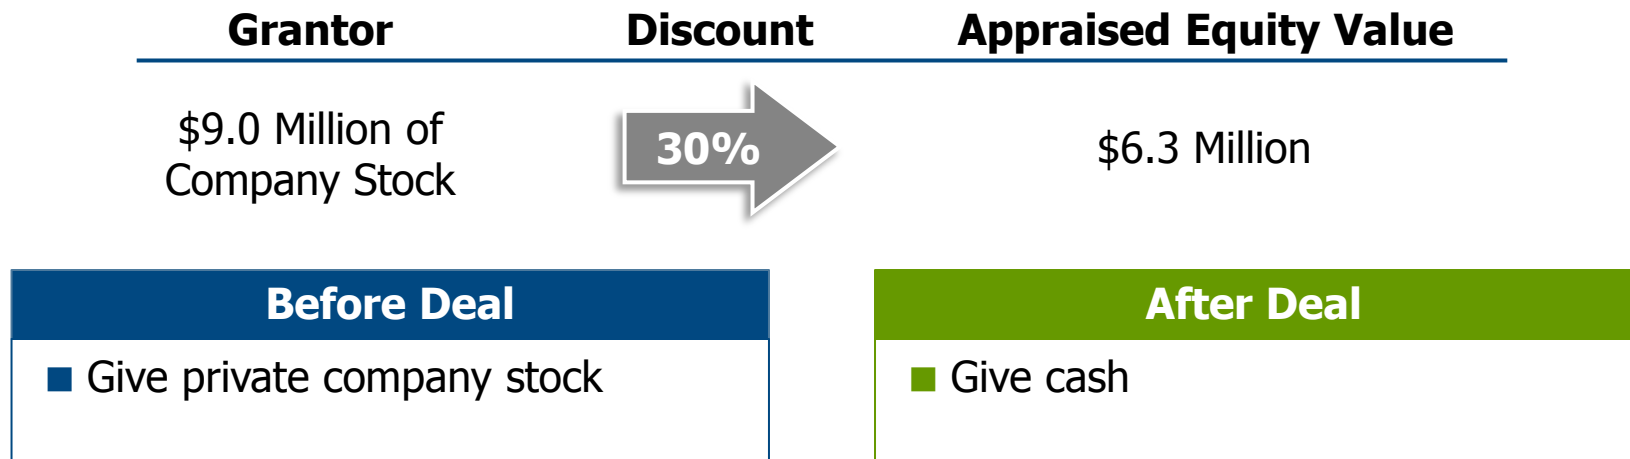 Grantor Discount Appraised Equity Value
$9.0 Million of
Company Stock
30%
$6.3 Million
Before Deal
After Deal
Give private company stock
Give cash